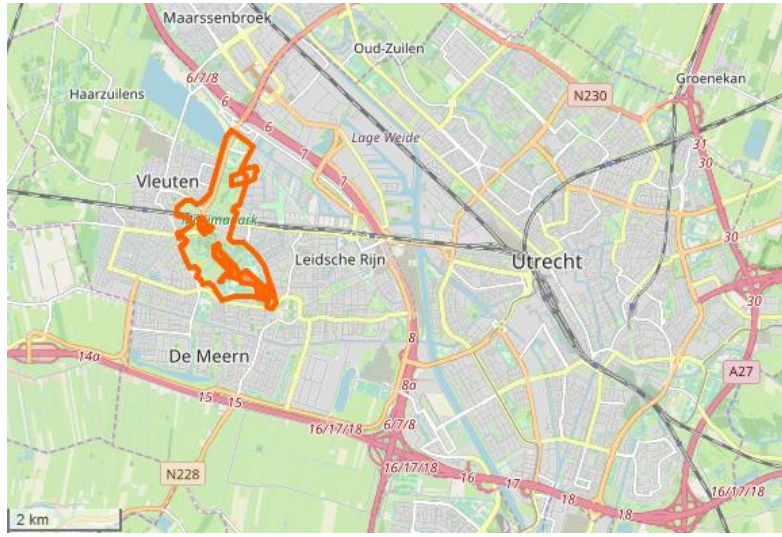 Maarssenbroek
Oud-Zuilen
6/7/8
Groenekan
Haarzuilens
N230
6
6
Lage Weide
31
30
7
Vleuten
7
Máximapark
30
Leidsche Rijn
Utrecht
30
8
De Meern
14a
8a
A27
15
15
16/17/18
6/7/8
N228
16/17/18
16
17
18
18
16/17/18
2 km